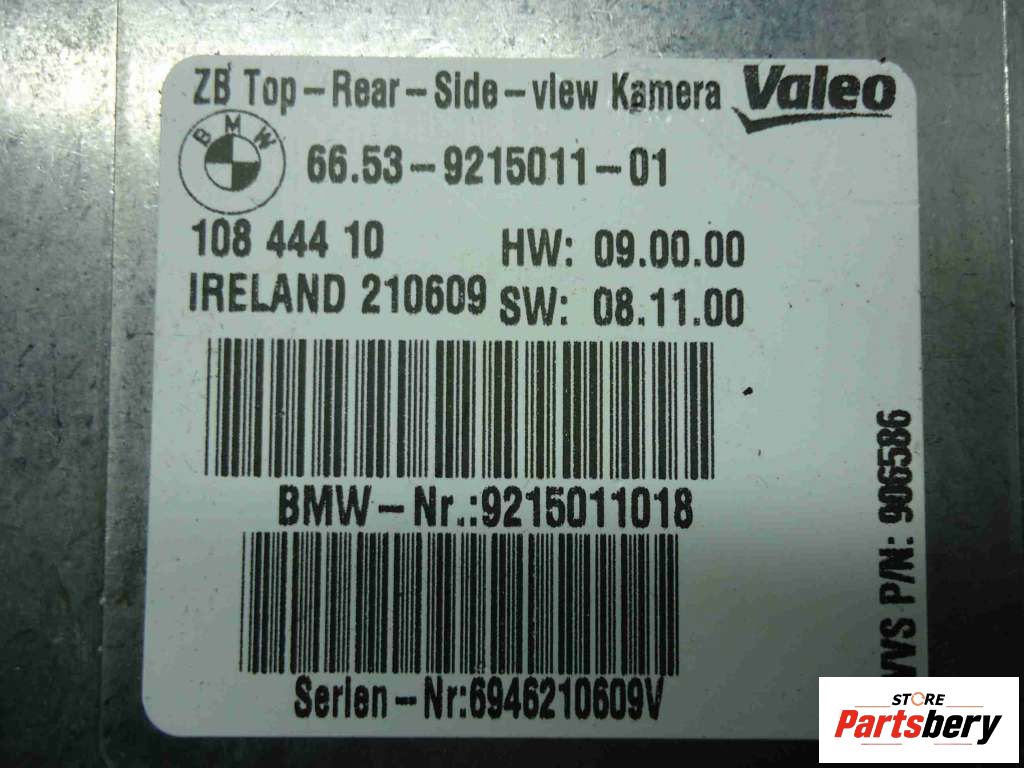 ZB Top-Rear-Side-view Kamera Valeo
BMW
66.53-9215011-01
108 444 10 HW: 09.00.00
IRELAND 210609 SW: 08.11.00
BMW-Nr.:9215011018
Serien-Nr:6946210609V
VVS P/N: 906586
STORE
Partsbery